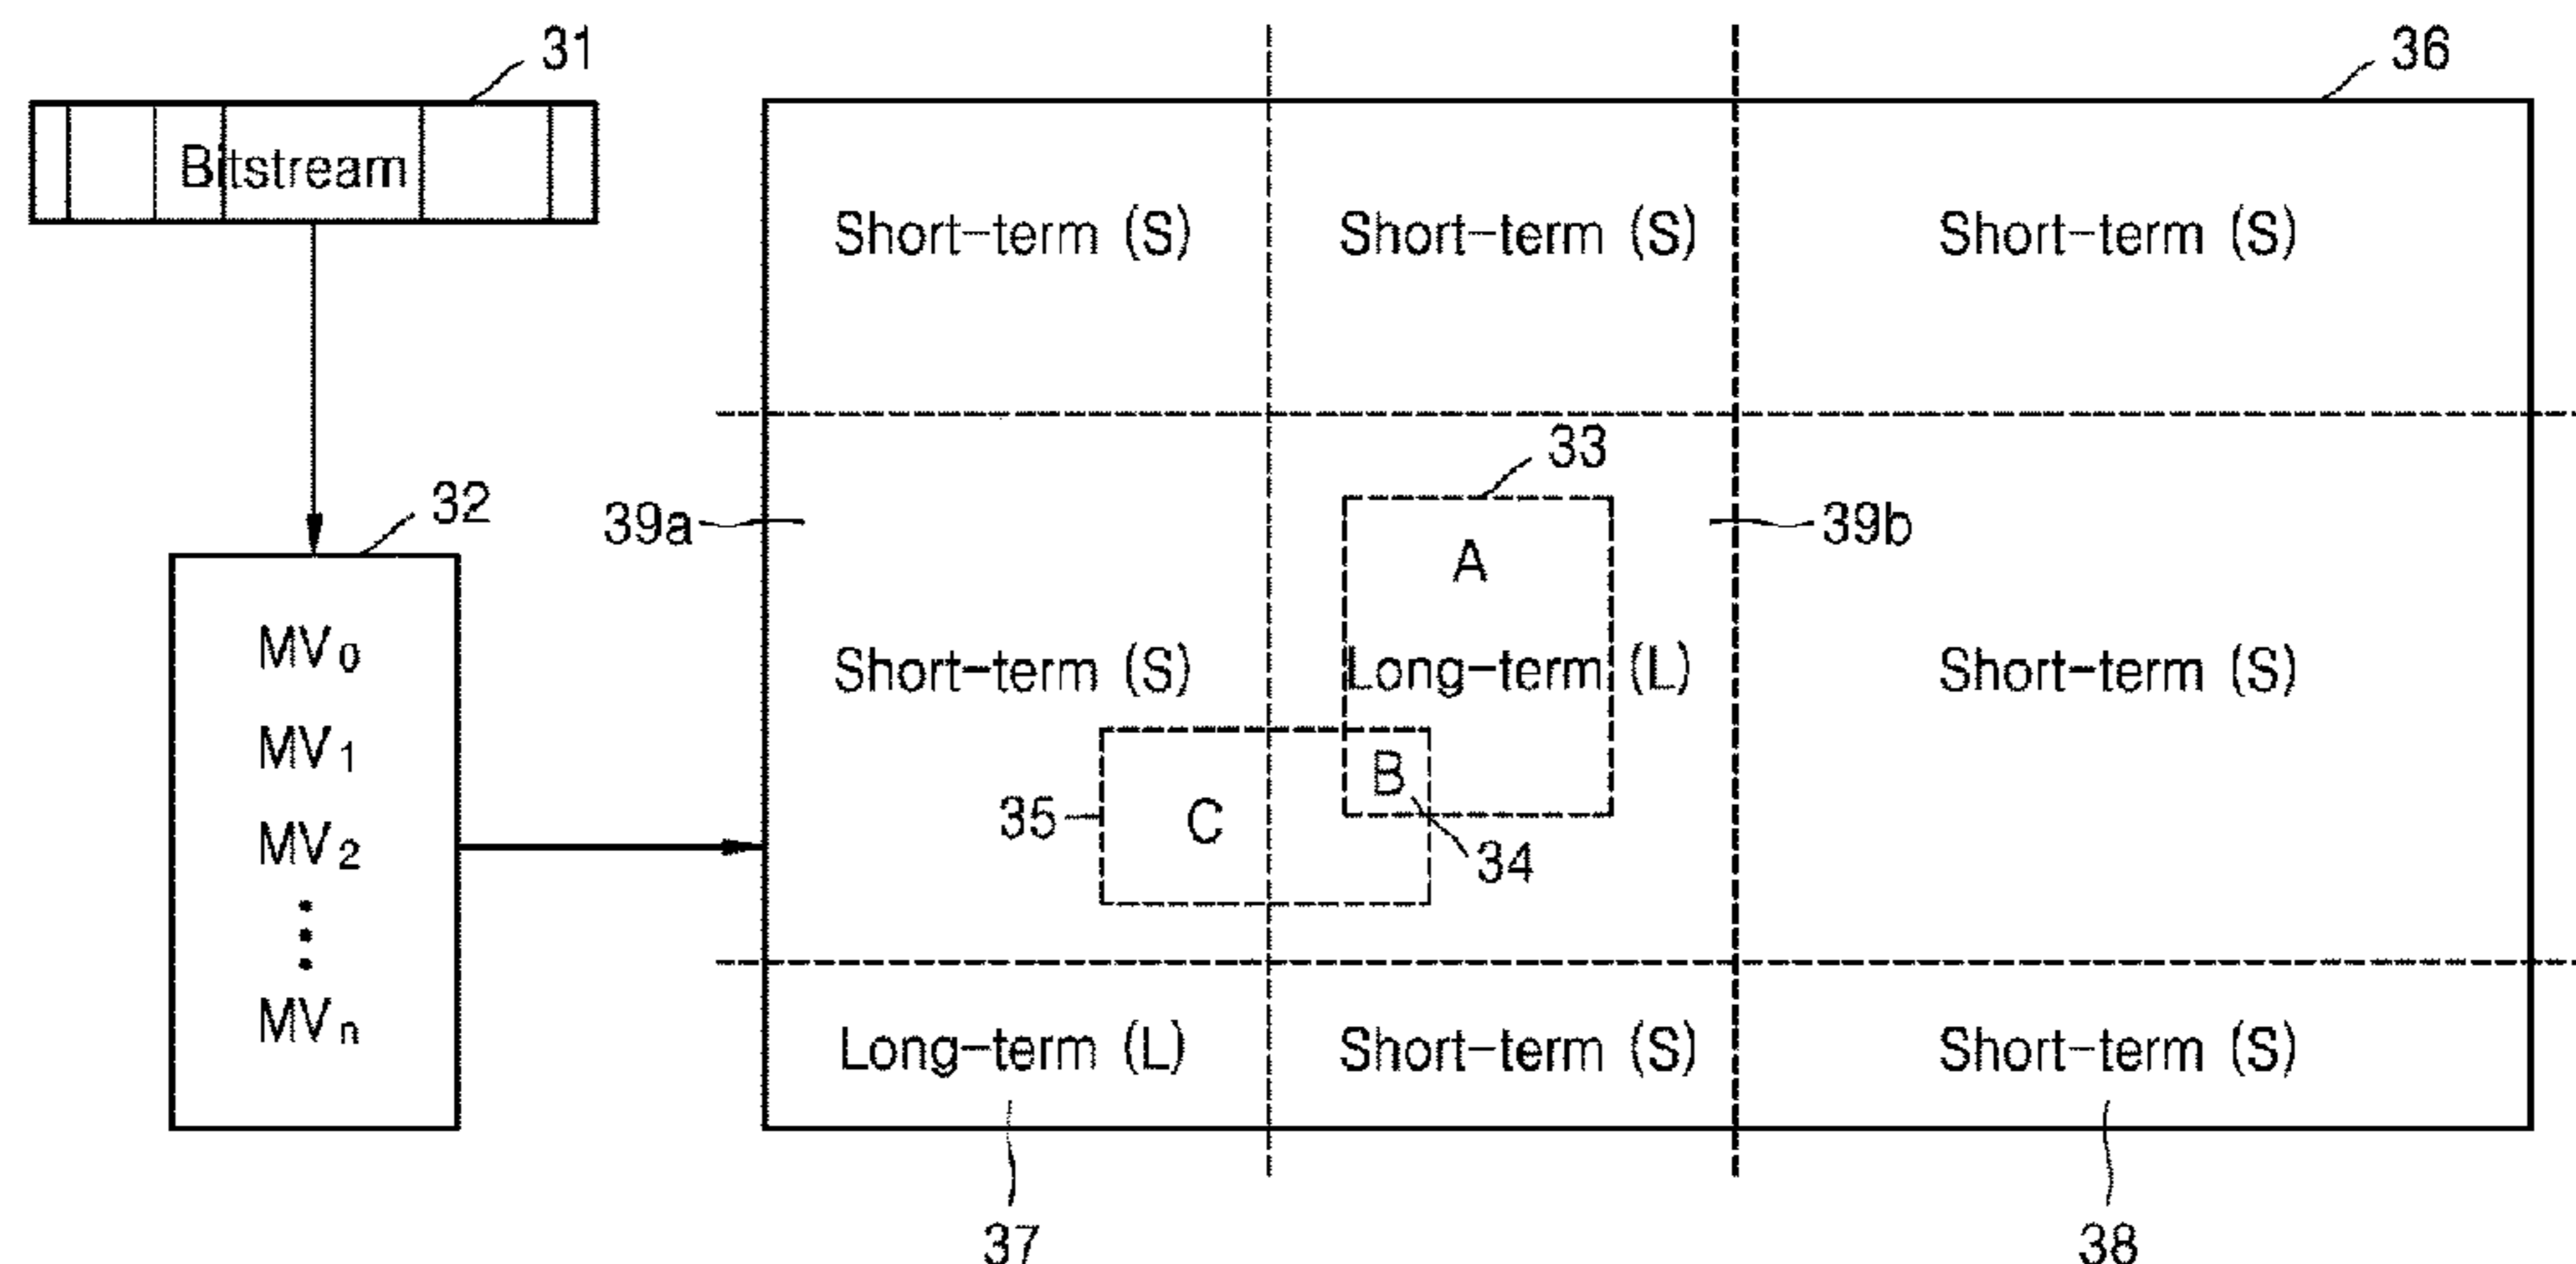 31
36
Bitstream
Short-term (S)
Short-term (S)
Short-term (S)
32
33
39a
39b
A
MV0
Short-term (S)
Long-term (L)
Short-term (S)
MV1
B
35
C
MV2
34
MVn
Long-term (L)
Short-term (S)
Short-term (S)
37
38